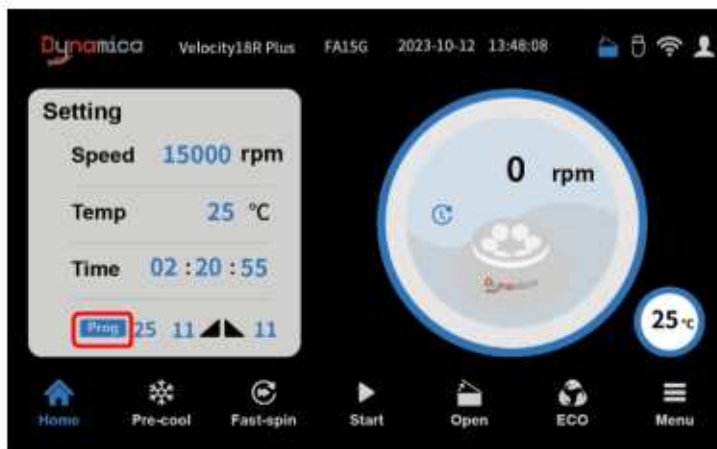 Dynamica Velocity18R Plus FA15G 2023-10-12 13:48:08
Setting
Speed 15000 rpm
Temp 25 °C
Time 02 : 20 : 55
Prog 25 11 11
0 rpm
Dynamica
25 °C
Home Pre-cool Fast-spin Start Open ECO Menu